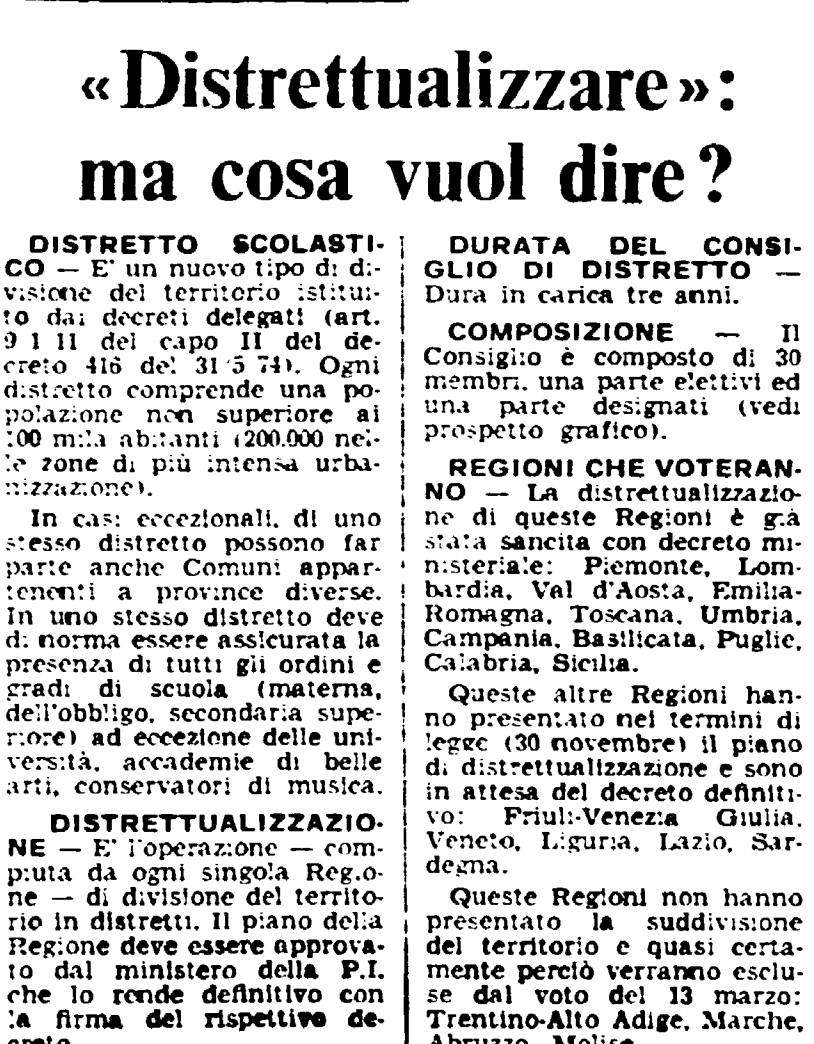 «Distrettualizzare»:
ma cosa vuol dire?
DISTRETTO SCOLASTI-
CO — E' un nuovo tipo di di-
visione del territorio istitui-
to dai decreti delegati (art.
9 1 11 del capo II del de-
creto 416 del 31 5 74). Ogni
distretto comprende una po-
polazione non superiore ai
100 mila abitanti (200.000 nel-
le zone di più intensa urba-
nizzazione).
In casi eccezionali, di uno
stesso distretto possono far
parte anche Comuni appar-
tenenti a province diverse.
In uno stesso distretto deve
di norma essere assicurata la
presenza di tutti gli ordini e
gradi di scuola (materna,
dell'obbligo, secondaria supe-
riore) ad eccezione delle uni-
versità, accademie di belle
arti, conservatori di musica.
DISTRETTUALIZZAZIO-
NE — E' l'operazione — com-
piuta da ogni singola Regio-
ne — di divisione del territo-
rio in distretti. Il piano della
Regione deve essere approva-
to dal ministero della P.I.
che lo rende definitivo con
la firma del rispettivo de-
creto.
DURATA DEL CONSI-
GLIO DI DISTRETTO —
Dura in carica tre anni.
COMPOSIZIONE — Il
Consiglio è composto di 30
membri, una parte elettivi ed
una parte designati (vedi
prospetto grafico).
REGIONI CHE VOTERAN-
NO — La distrettualizzazio-
ne di queste Regioni è già
stata sancita con decreto mi-
nisteriale: Piemonte, Lom-
bardia, Val d'Aosta, Emilia-
Romagna, Toscana, Umbria,
Campania, Basilicata, Puglie,
Calabria, Sicilia.
Queste altre Regioni han-
no presentato nei termini di
legge (30 novembre) il piano
di distrettualizzazione e sono
in attesa del decreto definiti-
vo: Friuli-Venezia Giulia,
Veneto, Liguria, Lazio, Sar-
degna.
Queste Regioni non hanno
presentato la suddivisione
del territorio e quasi certa-
mente perciò verranno esclu-
se dal voto del 13 marzo:
Trentino-Alto Adige, Marche,
Abruzzo, Molise.